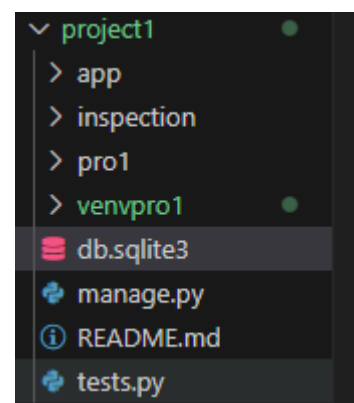 project1
app
inspection
pro1
venvpro1
db.sqlite3
manage.py
README.md
tests.py